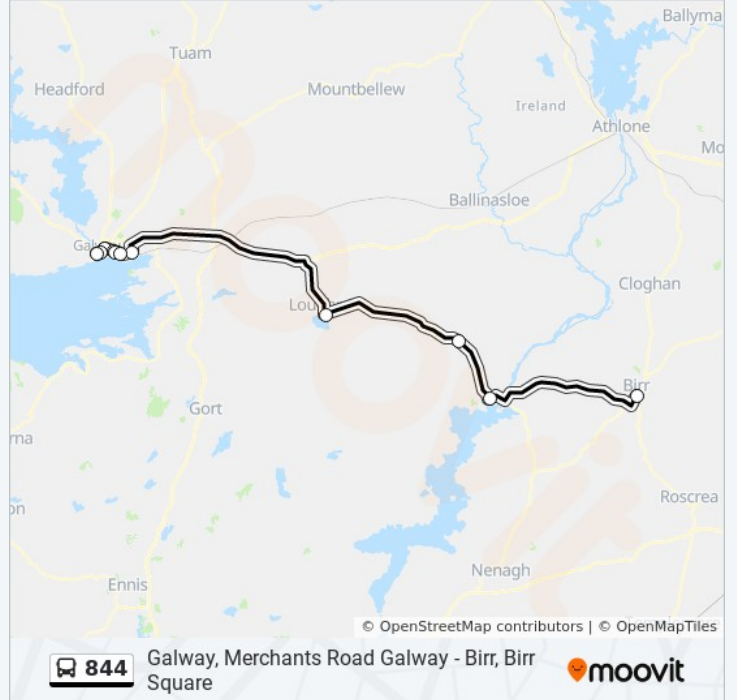 Ballyma
Tuam
Headford
Mountbellew
Ireland
Athlone
Mo
Ballinasloe
Gal
Cloghan
Lou
Birr
Gort
rna
Roscrea
on
Nenagh
Ennis
© OpenStreetMap contributors | © OpenMapTiles
844
Galway, Merchants Road Galway - Birr, Birr
Square
moovit